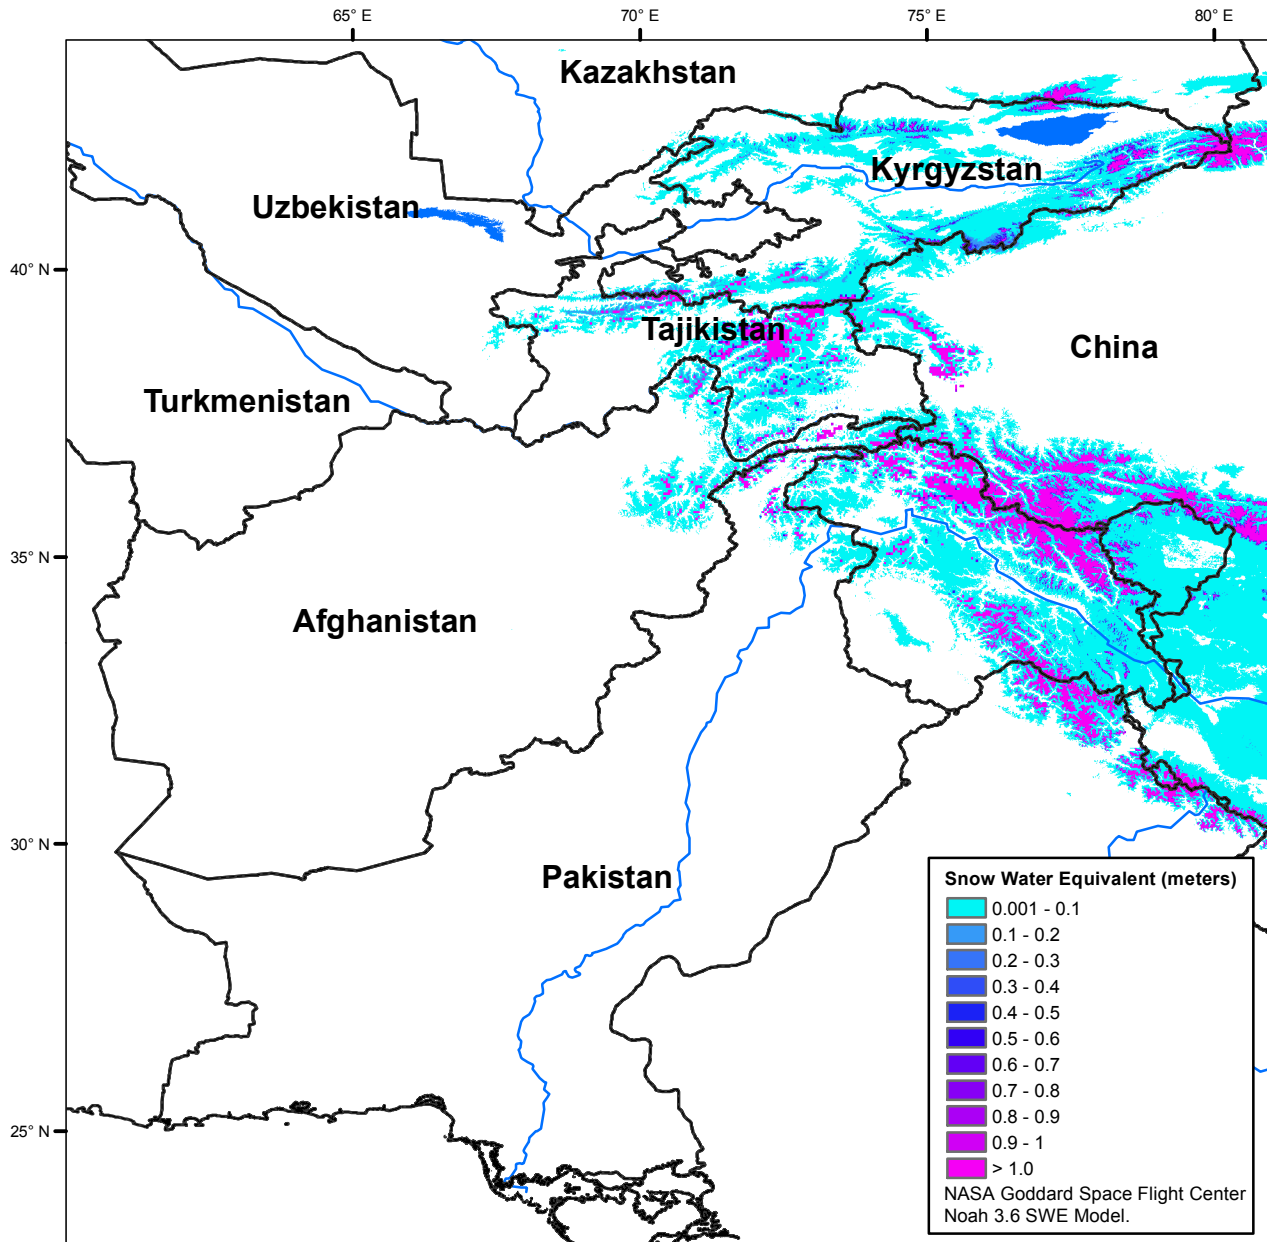 65° E
70° E
75° E
80° E
Kazakhstan
Kyrgyzstan
Uzbekistan
40° N
Tajikistan
China
Turkmenistan
35° N
Afghanistan
30° N
Pakistan
25° N
Snow Water Equivalent (meters)
0.001 - 0.1
0.1 - 0.2
0.2 - 0.3
0.3 - 0.4
0.4 - 0.5
0.5 - 0.6
0.6 - 0.7
0.7 - 0.8
0.8 - 0.9
0.9 - 1
> 1.0
NASA Goddard Space Flight Center
Noah 3.6 SWE Model.